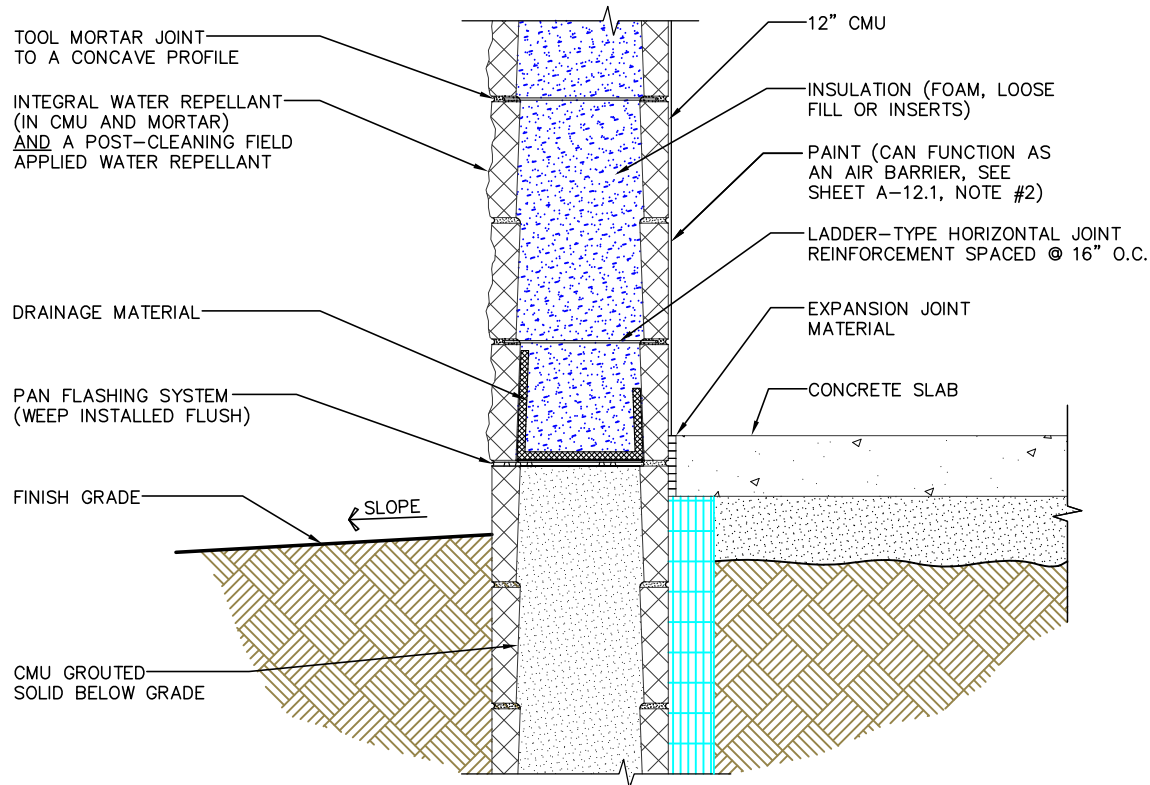 TOOL MORTAR JOINT
TO A CONCAVE PROFILE
INTEGRAL WATER REPELLANT
(IN CMU AND MORTAR)
AND A POST-CLEANING FIELD
APPLIED WATER REPELLANT
DRAINAGE MATERIAL
PAN FLASHING SYSTEM
(WEEP INSTALLED FLUSH)
FINISH GRADE
SLOPE
CMU GROUTED
SOLID BELOW GRADE
12" CMU
INSULATION (FOAM, LOOSE
FILL OR INSERTS)
PAINT (CAN FUNCTION AS
AN AIR BARRIER, SEE
SHEET A-12.1, NOTE #2)
LADDER-TYPE HORIZONTAL JOINT
REINFORCEMENT SPACED @ 16" O.C.
EXPANSION JOINT
MATERIAL
CONCRETE SLAB